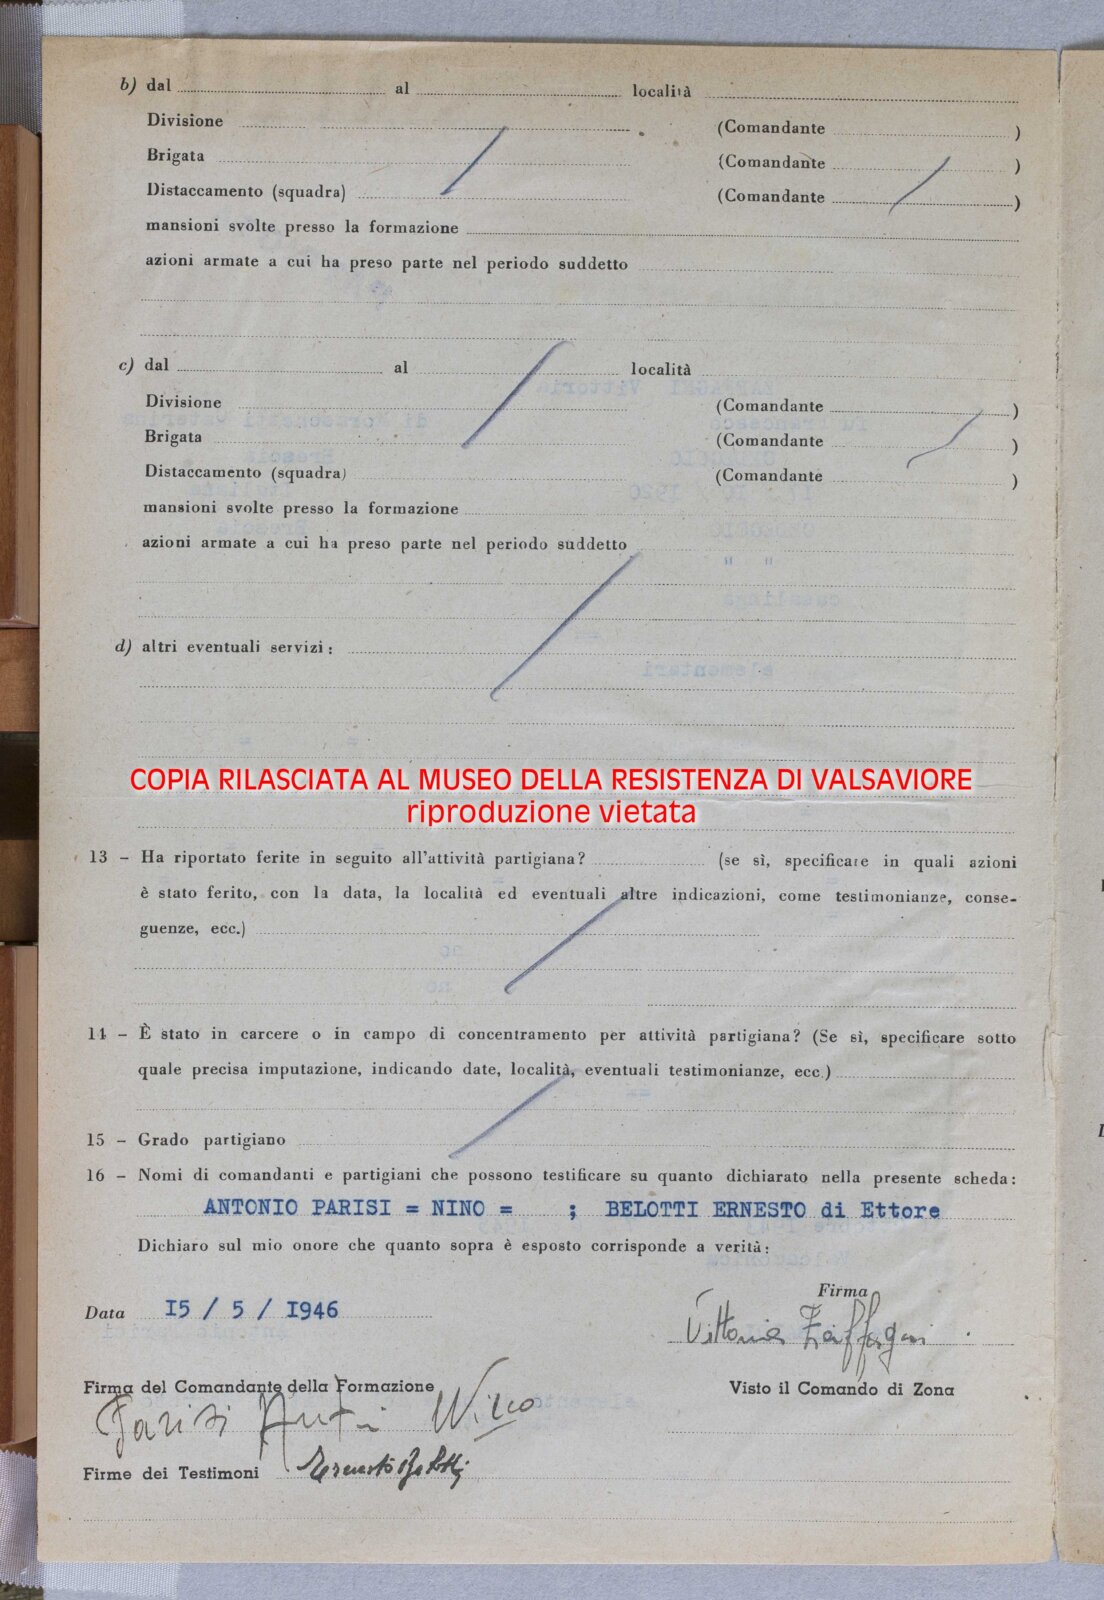 b) dal al località
Divisione (Comandante )
Brigata (Comandante )
Distaccamento (squadra) (Comandante )
mansioni svolte presso la formazione
azioni armate a cui ha preso parte nel periodo suddetto
c) dal al località
Divisione (Comandante )
Brigata (Comandante )
Distaccamento (squadra) (Comandante )
mansioni svolte presso la formazione
azioni armate a cui ha preso parte nel periodo suddetto
d) altri eventuali servizi:
COPIA RILASCIATA AL MUSEO DELLA RESISTENZA DI VALSAVIORE
riproduzione vietata
13 – Ha riportato ferite in seguito all'attività partigiana? (se sì, specificare in quali azioni
è stato ferito, con la data, la località ed eventuali altre indicazioni, come testimonianze, conse-
guenze, ecc.)
14 – È stato in carcere o in campo di concentramento per attività partigiana? (Se sì, specificare sotto
quale precisa imputazione, indicando date, località, eventuali testimonianze, ecc.)
15 – Grado partigiano
16 – Nomi di comandanti e partigiani che possono testificare su quanto dichiarato nella presente scheda:
ANTONIO PARISI = NINO = ; BELOTTI ERNESTO di Ettore
Dichiaro sul mio onore che quanto sopra è esposto corrisponde a verità:
Firma
Data I5 / 5 / I946
Vittoria Zaffagni
Firma del Comandante della Formazione Visto il Comando di Zona
Parisi
Firme dei Testimoni Ernesto Belotti